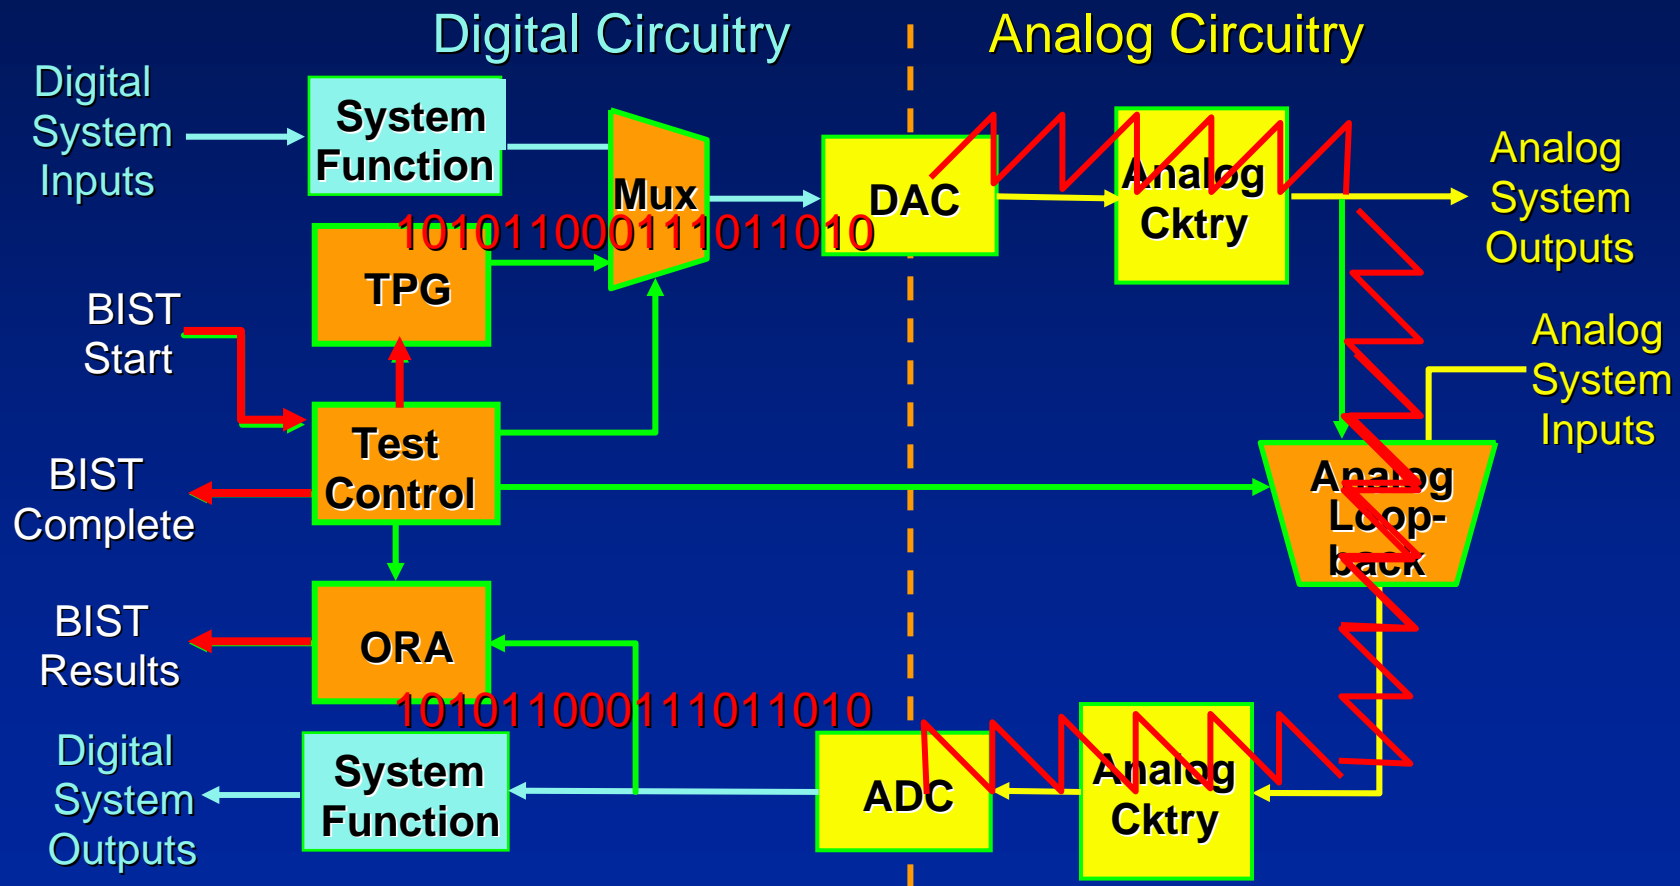 Digital Circuitry
Analog Circuitry
Digital
System
Inputs
System
Function
Mux
DAC
Analog
Cktry
Analog
System
Outputs
101011000111011010
TPG
BIST
Start
Analog
System
Inputs
Test
Control
BIST
Complete
Analog
Loop-
back
BIST
Results
ORA
101011000111011010
Digital
System
Outputs
System
Function
ADC
Analog
Cktry